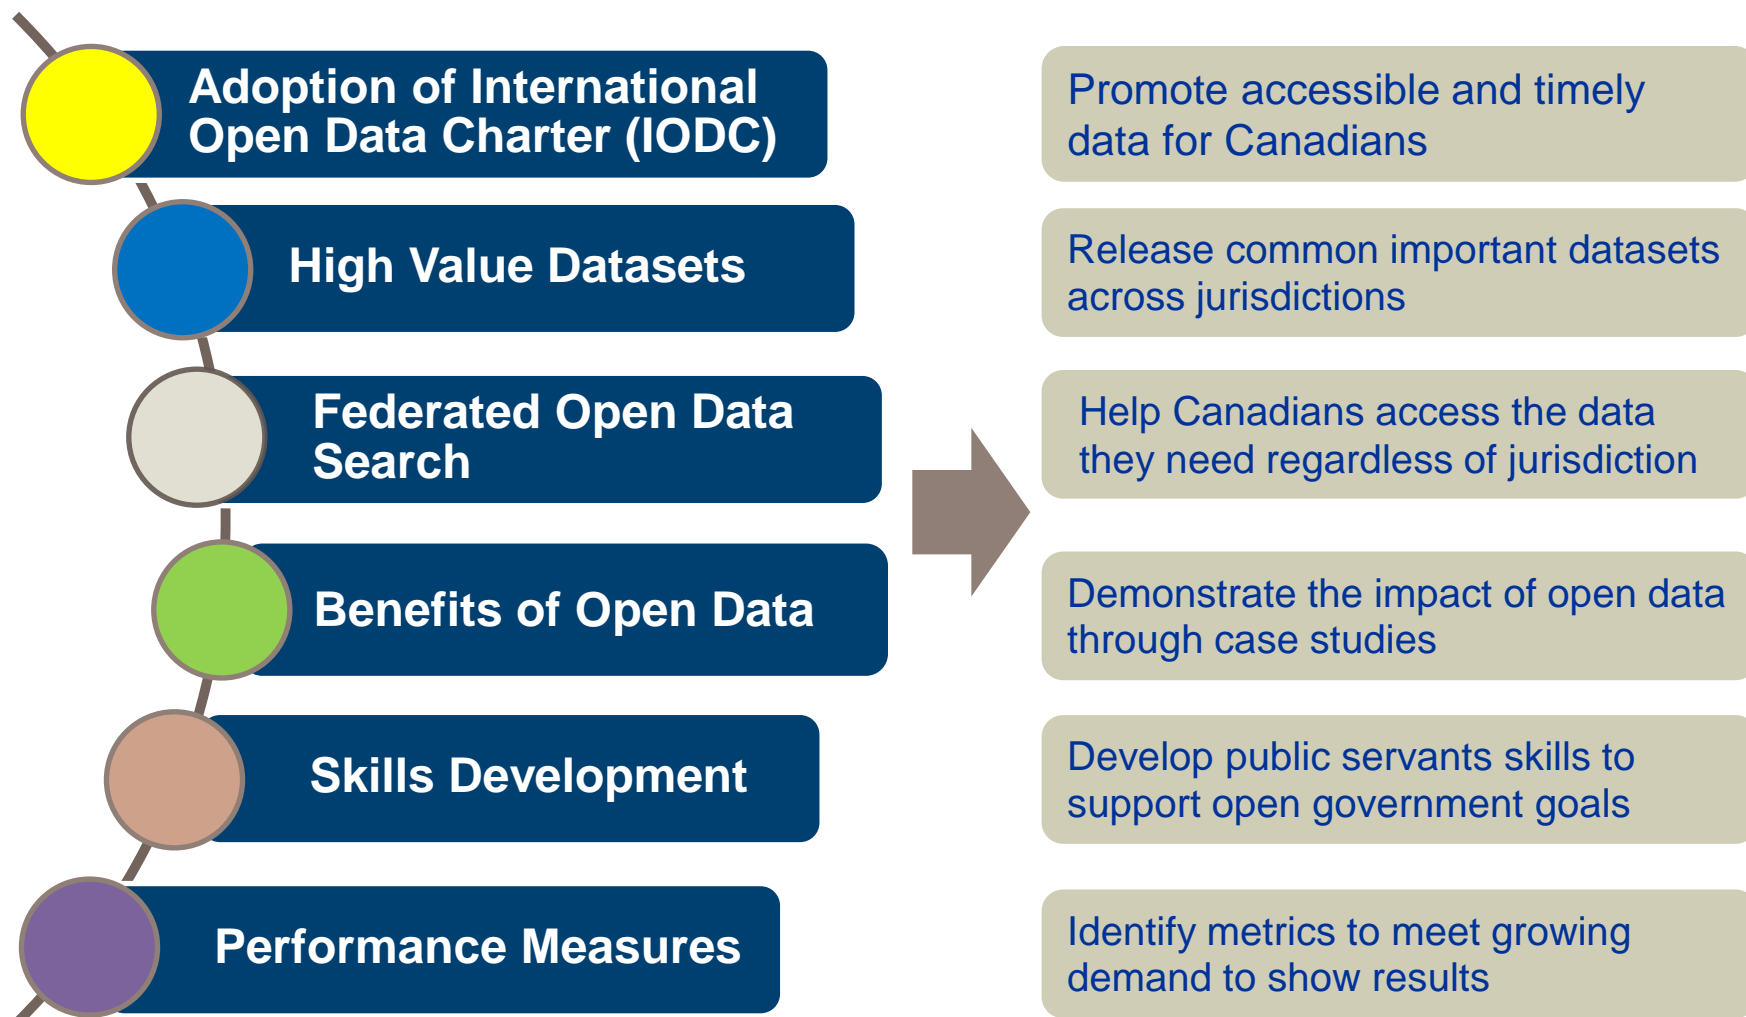 Adoption of International
Open Data Charter (IODC)
Promote accessible and timely
data for Canadians
High Value Datasets
Release common important datasets
across jurisdictions
Federated Open Data
Search
Help Canadians access the data
they need regardless of jurisdiction
Benefits of Open Data
Demonstrate the impact of open data
through case studies
Skills Development
Develop public servants skills to
support open government goals
Performance Measures
Identify metrics to meet growing
demand to show results